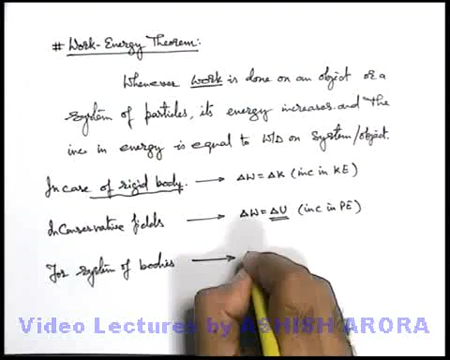 # Work-Energy Theorem:
Whenever work is done on an object or a
system of particles, its energy increases and the
inc in energy is equal to W/D on system/object.
In case of rigid body. → ΔW = ΔK (inc in KE)
In Conservative fields → ΔW = ΔU (inc in PE)
For system of bodies →
Video Lectures by ASHISH ARORA